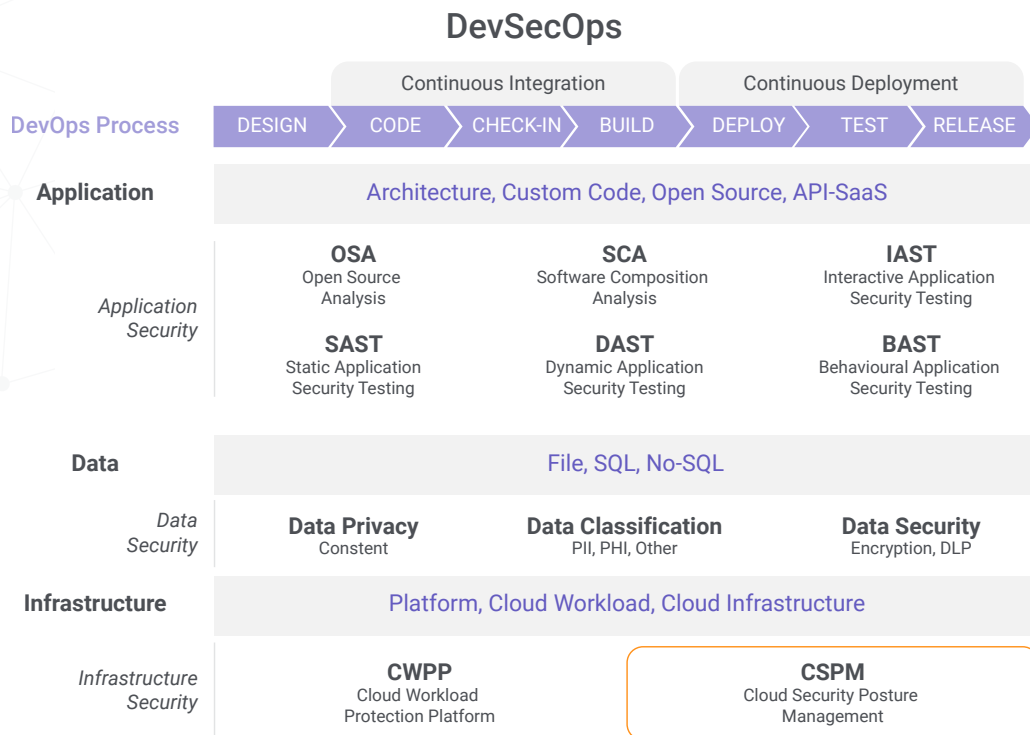 DevSecOps
Continuous Integration
Continuous Deployment
DevOps Process
DESIGN
CODE
CHECK-IN
BUILD
DEPLOY
TEST
RELEASE
Application
Architecture, Custom Code, Open Source, API-SaaS
Application
Security
OSA
Open Source
Analysis
SCA
Software Composition
Analysis
IAST
Interactive Application
Security Testing
SAST
Static Application
Security Testing
DAST
Dynamic Application
Security Testing
BAST
Behavioural Application
Security Testing
Data
File, SQL, No-SQL
Data
Security
Data Privacy
Constent
Data Classification
PII, PHI, Other
Data Security
Encryption, DLP
Infrastructure
Platform, Cloud Workload, Cloud Infrastructure
Infrastructure
Security
CWPP
Cloud Workload
Protection Platform
CSPM
Cloud Security Posture
Management